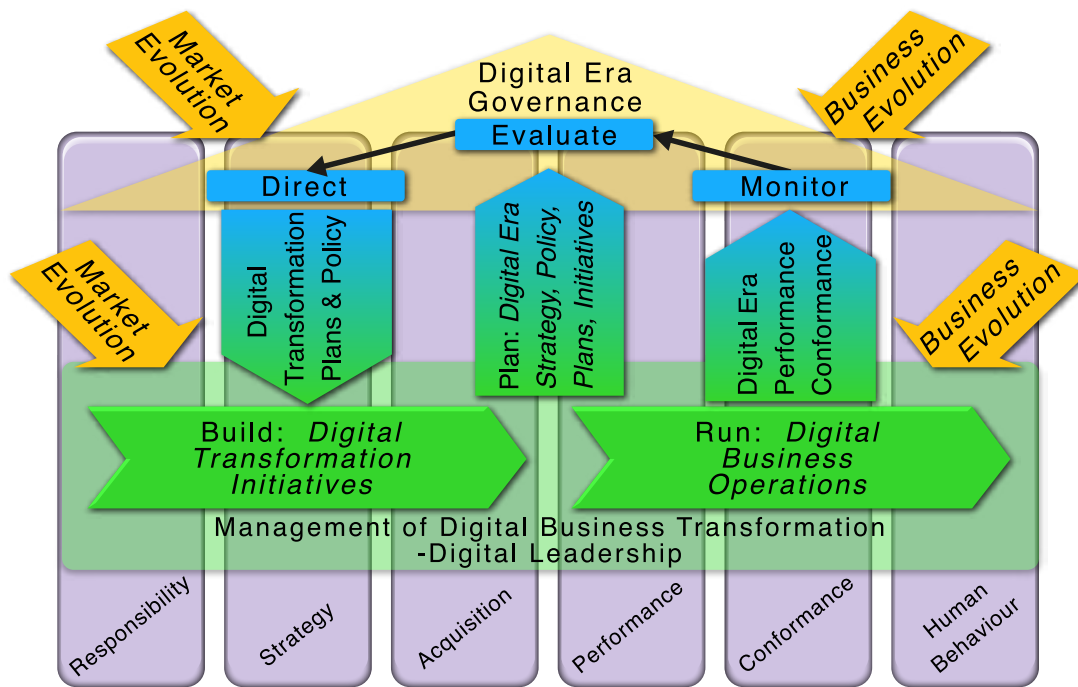 Market
Evolution
Business
Evolution
Digital Era
Governance
Evaluate
Direct
Monitor
Digital
Transformation
Plans & Policy
Plan: Digital Era
Strategy, Policy,
Plans, Initiatives
Digital Era
Performance
Conformance
Market
Evolution
Business
Evolution
Build: Digital
Transformation
Initiatives
Run: Digital
Business
Operations
Management of Digital Business Transformation
-Digital Leadership
Responsibility
Strategy
Acquisition
Performance
Conformance
Human
Behaviour